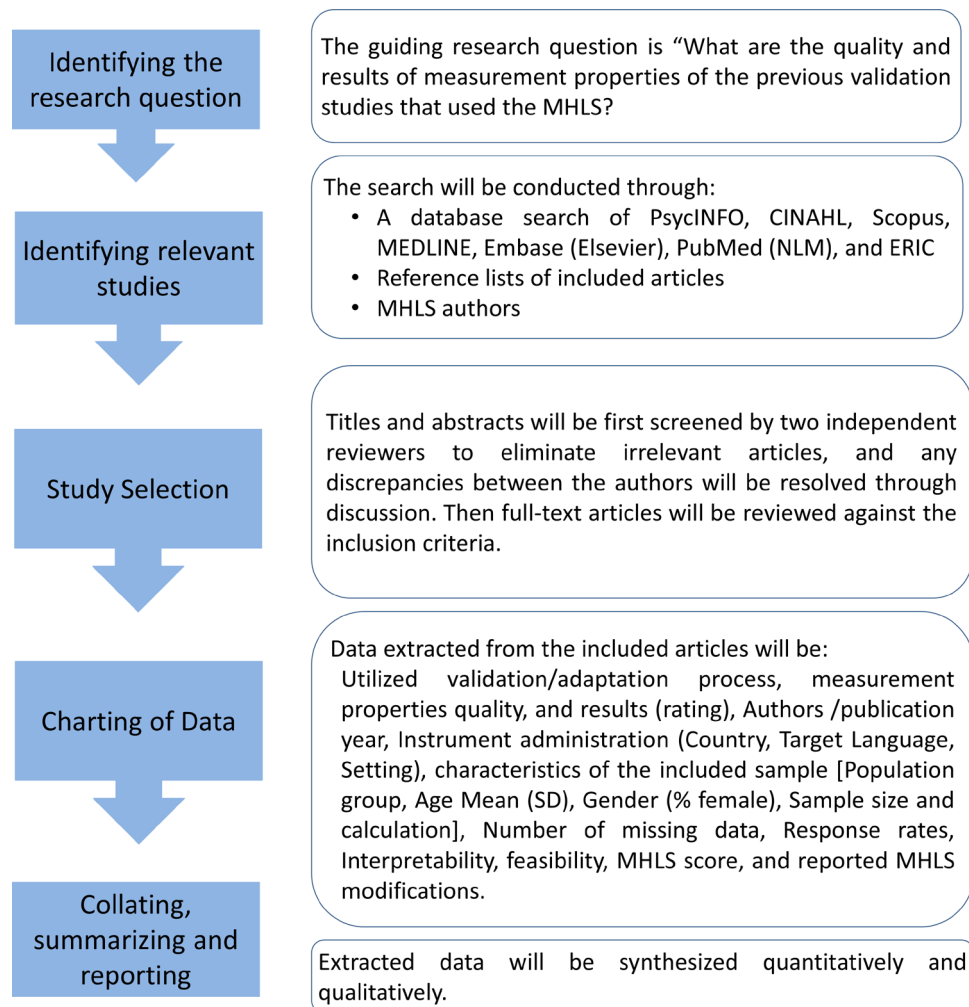 Identifying the
research question
The guiding research question is “What are the quality and
results of measurement properties of the previous validation
studies that used the MHLS?
Identifying relevant
studies
The search will be conducted through:
• A database search of PsycINFO, CINAHL, Scopus,
MEDLINE, Embase (Elsevier), PubMed (NLM), and ERIC
• Reference lists of included articles
• MHLS authors
Study Selection
Titles and abstracts will be first screened by two independent
reviewers to eliminate irrelevant articles, and any
discrepancies between the authors will be resolved through
discussion. Then full-text articles will be reviewed against the
inclusion criteria.
Charting of Data
Data extracted from the included articles will be:
Utilized validation/adaptation process, measurement
properties quality, and results (rating), Authors /publication
year, Instrument administration (Country, Target Language,
Setting), characteristics of the included sample [Population
group, Age Mean (SD), Gender (% female), Sample size and
calculation], Number of missing data, Response rates,
Interpretability, feasibility, MHLS score, and reported MHLS
modifications.
Collating,
summarizing and
reporting
Extracted data will be synthesized quantitatively and
qualitatively.